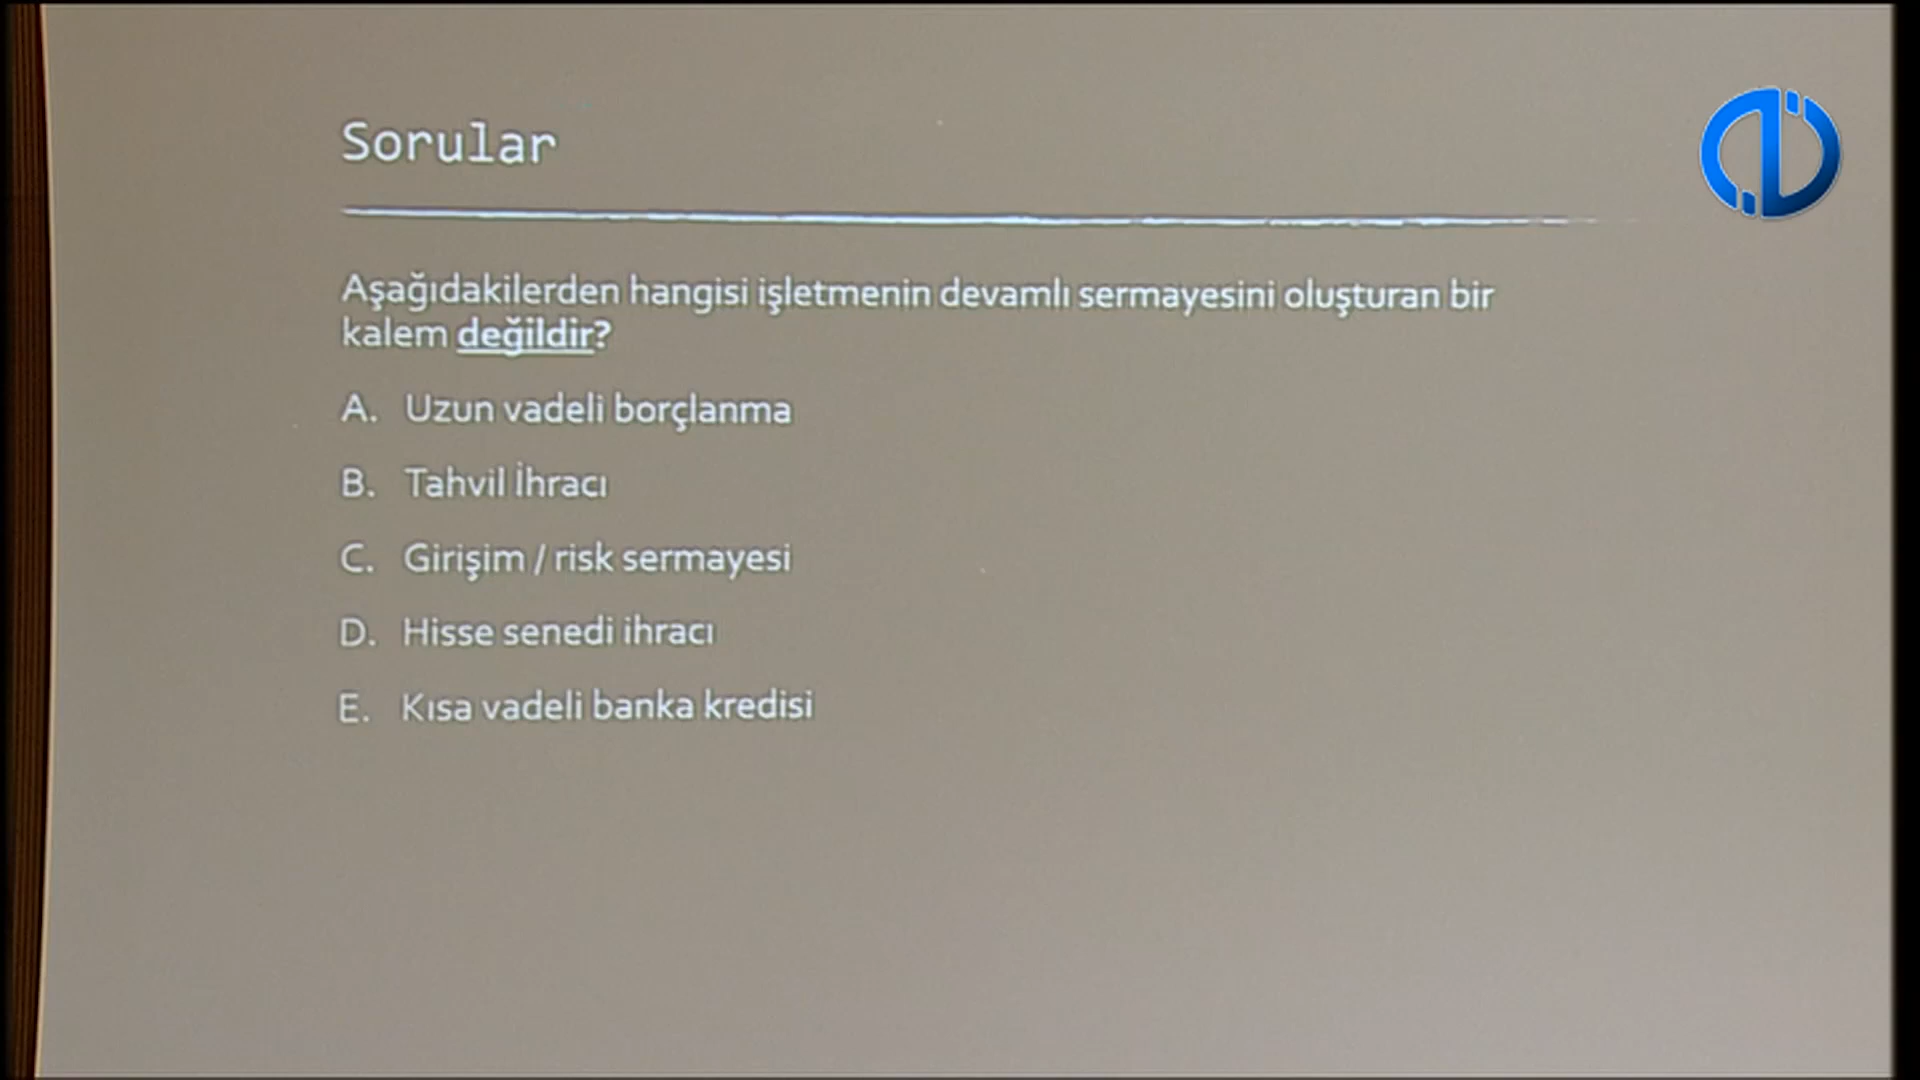 Sorular
Aşağıdakilerden hangisi işletmenin devamlı sermayesini oluşturan bir
kalem değildir?
A. Uzun vadeli borçlanma
B. Tahvil İhracı
C. Girişim / risk sermayesi
D. Hisse senedi ihracı
E. Kısa vadeli banka kredisi